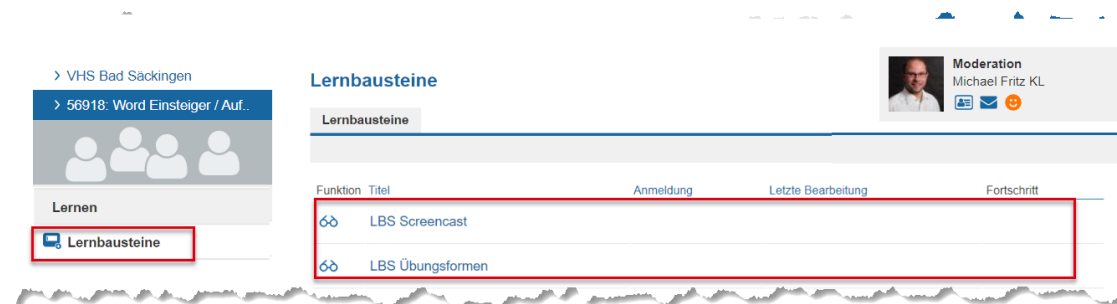 > VHS Bad Säckingen
> 56918: Word Einsteiger / Auf..
Lernen
Lernbausteine
Lernbausteine
Lernbausteine
Moderation
Michael Fritz KL
Funktion Titel Anmeldung Letzte Bearbeitung Fortschritt
LBS Screencast
LBS Übungsformen